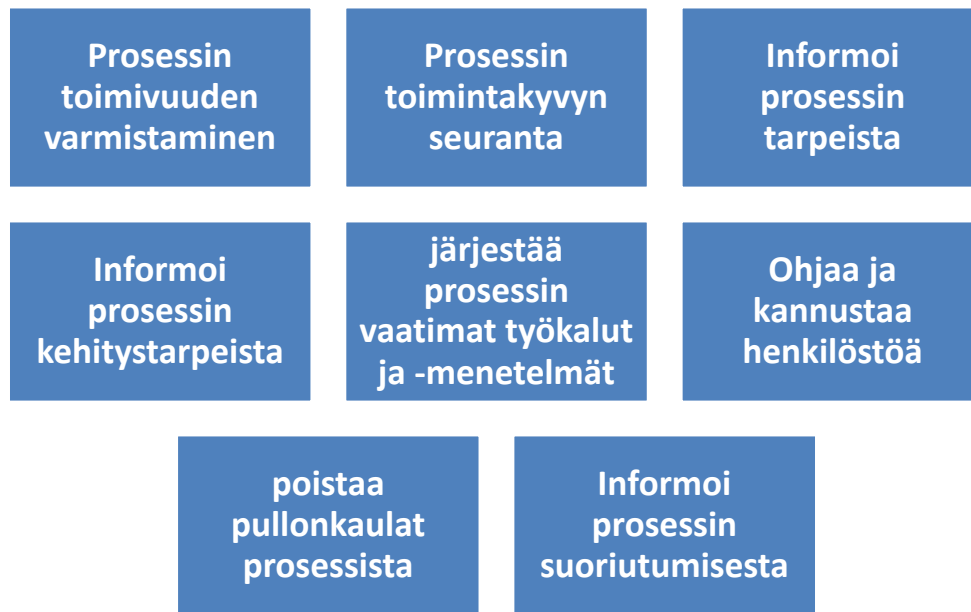 Prosessin
toimivuuden
varmistaminen
Prosessin
toimintakyvyn
seuranta
Informoi
prosessin
tarpeista
Informoi
prosessin
kehitystarpeista
järjestää
prosessin
vaatimat työkalut
ja -menetelmät
Ohjaa ja
kannustaa
henkilöstöä
poistaa
pullonkaulat
prosessista
Informoi
prosessin
suoriutumisesta